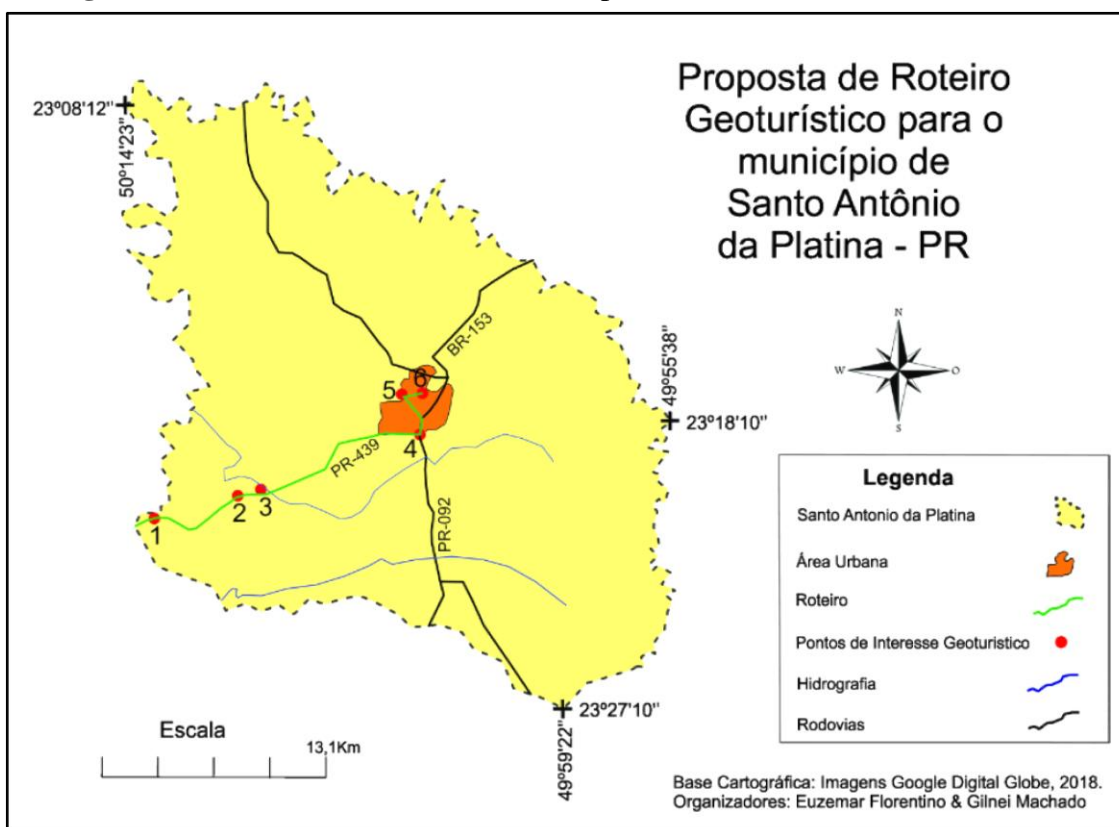 Proposta de Roteiro
Geoturístico para o
município de
Santo Antônio
da Platina - PR
23º08'12"
50º14'23"
BR-153
49º55'38"
23º18'10"
N
W
O
S
5
6
4
PR-439
3
2
1
PR-092
23º27'10"
49º59'22"
Legenda
Santo Antonio da Platina
Área Urbana
Roteiro
Pontos de Interesse Geoturistico
Hidrografia
Rodovias
Escala
13,1Km
Base Cartográfica: Imagens Google Digital Globe, 2018.
Organizadores: Euzemar Florentino & Gilnei Machado